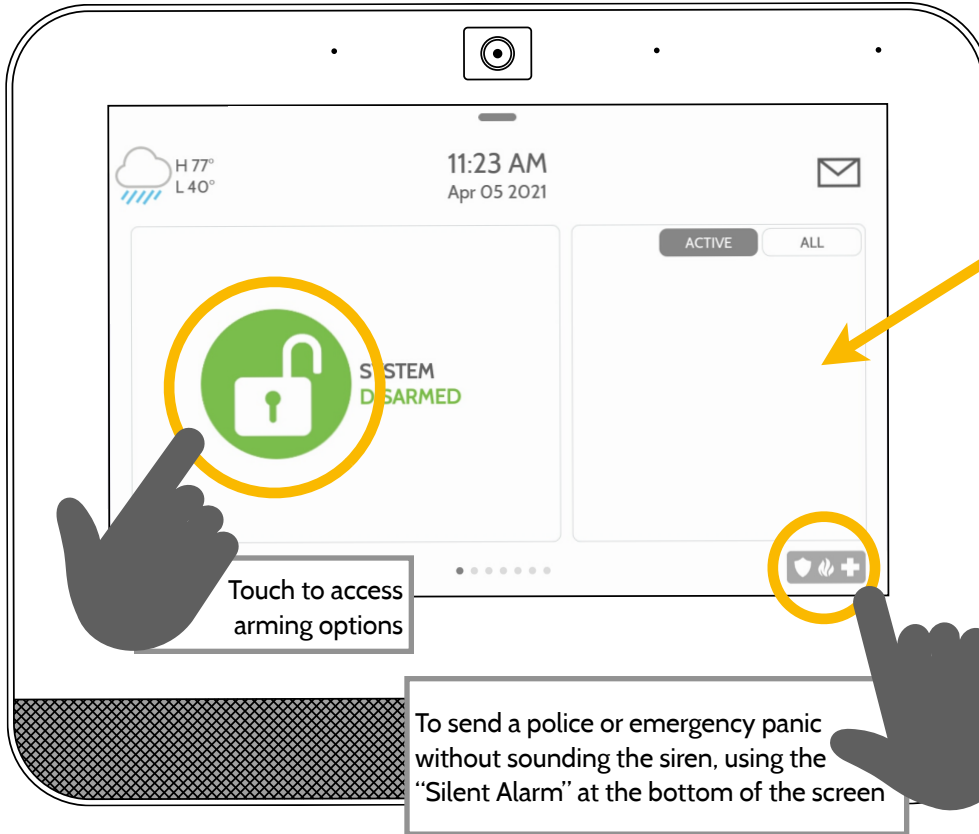 H 77°
L 40°
11:23 AM
Apr 05 2021
ACTIVE
ALL
SYSTEM
DISARMED
Touch to access
arming options
To send a police or emergency panic
without sounding the siren, using the
“Silent Alarm” at the bottom of the screen